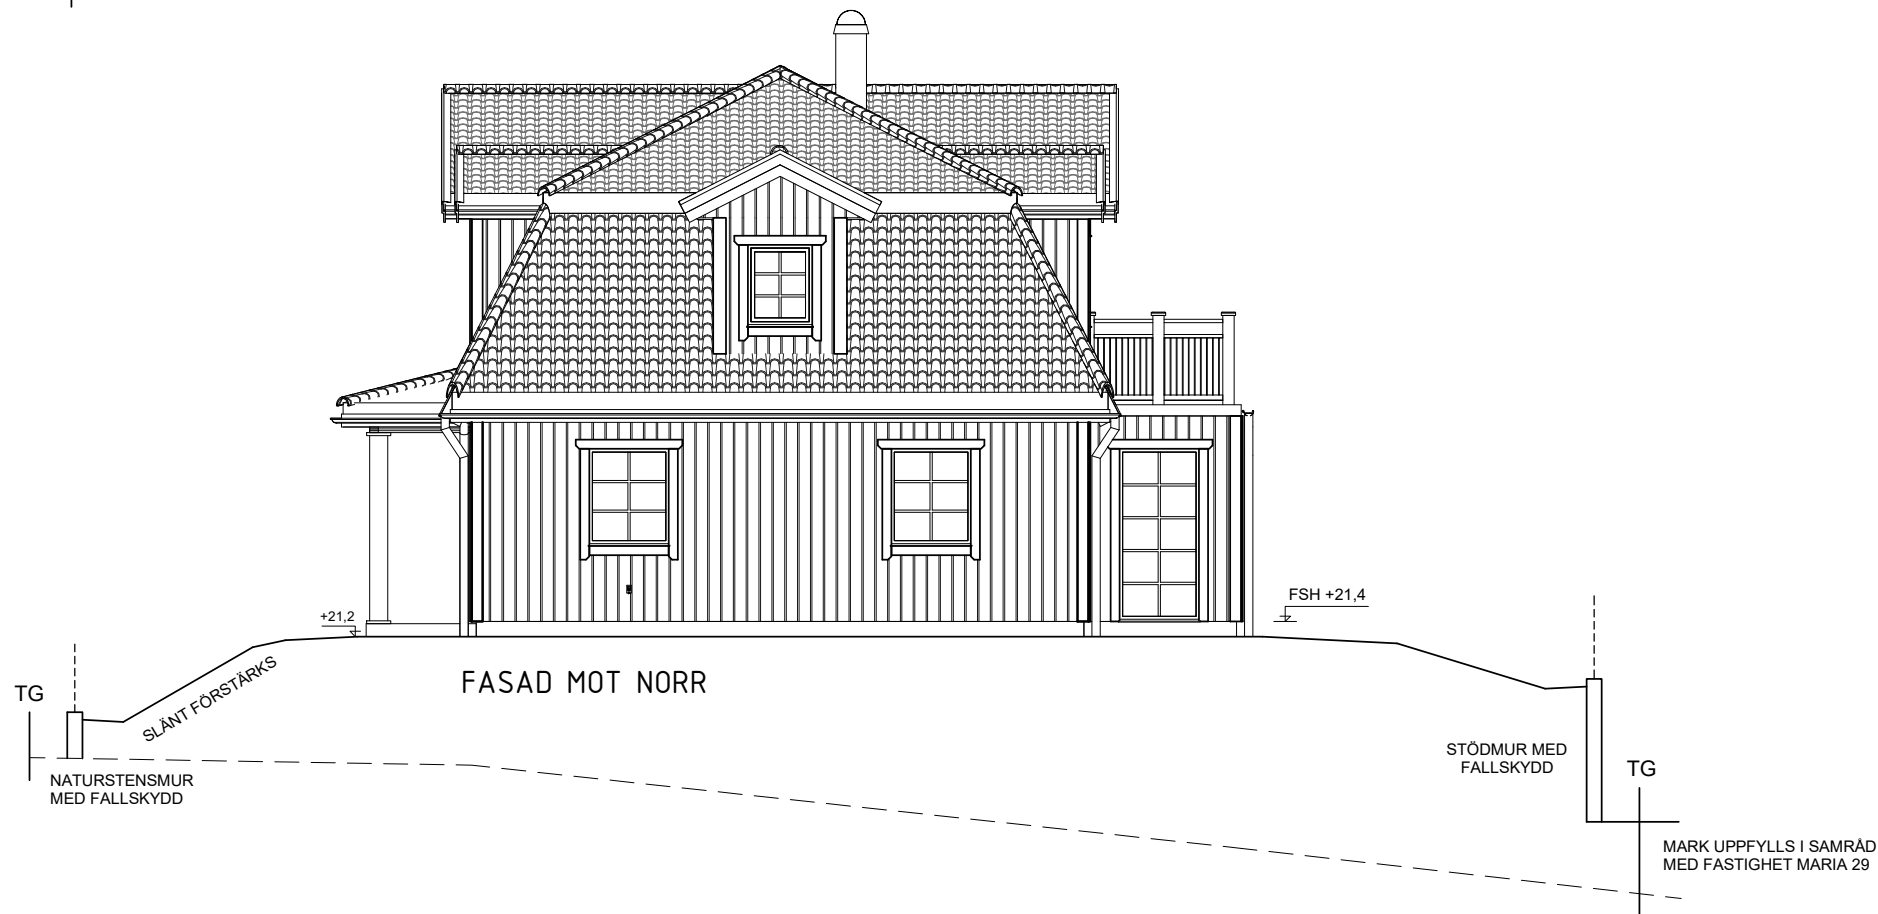 +21,2
FSH +21,4
FASAD MOT NORR
SLÄNT FÖRSTÄRKS
TG
NATURSTENSMUR
MED FALLSKYDD
STÖDMUR MED
FALLSKYDD
TG
MARK UPPFYLLS I SAMRÅD
MED FASTIGHET MARIA 29